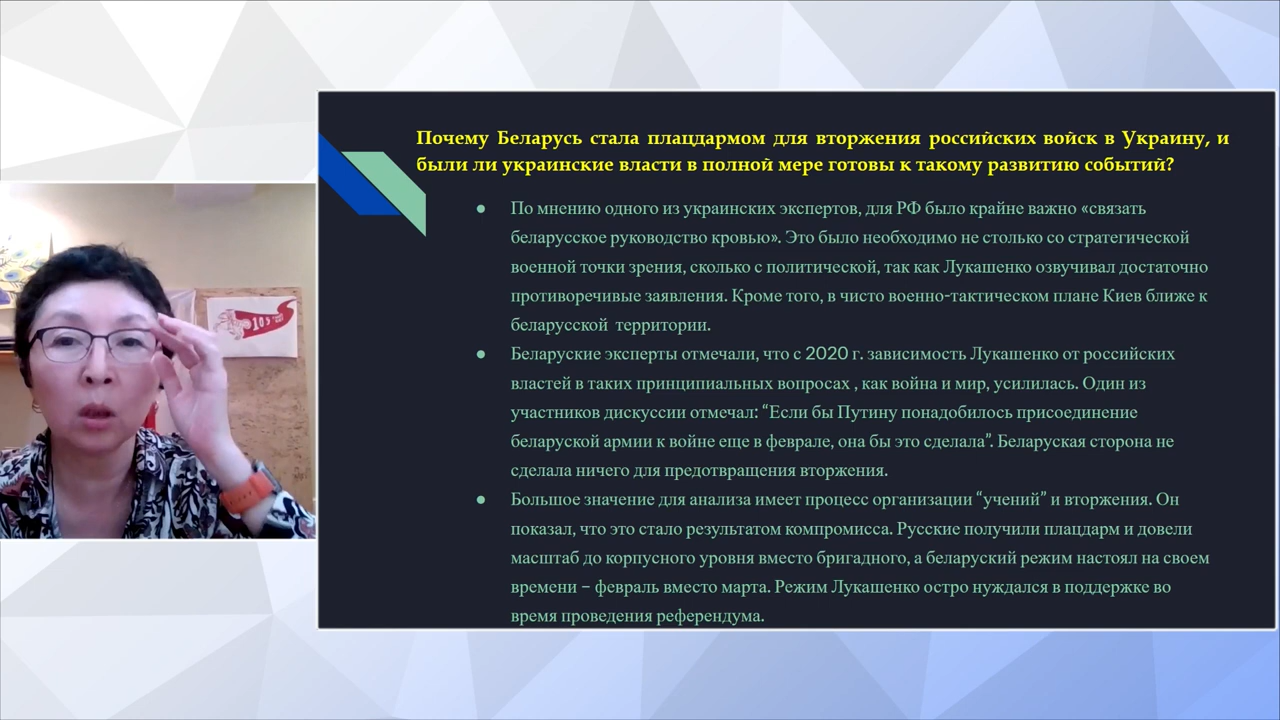 Почему Беларусь стала плацдармом для вторжения российских войск в Украину, и
были ли украинские власти в полной мере готовы к такому развитию событий?
● По мнению одного из украинских экспертов, для РФ было крайне важно «связать
беларусское руководство кровью». Это было необходимо не столько со стратегической
военной точки зрения, сколько с политической, так как Лукашенко озвучивал достаточно
противоречивые заявления. Кроме того, в чисто военно-тактическом плане Киев ближе к
беларусской территории.
● Беларуские эксперты отмечали, что с 2020 г. зависимость Лукашенко от российских
властей в таких принципиальных вопросах , как война и мир, усилилась. Один из
участников дискуссии отмечал: “Если бы Путину понадобилось присоединение
беларуской армии к войне еще в феврале, она бы это сделала”. Беларуская сторона не
сделала ничего для предотвращения вторжения.
● Большое значение для анализа имеет процесс организации “учений” и вторжения. Он
показал, что это стало результатом компромисса. Русские получили плацдарм и довели
масштаб до корпусного уровня вместо бригадного, а беларуский режим настоял на своем
времени – февраль вместо марта. Режим Лукашенко остро нуждался в поддержке во
время проведения референдума.
103